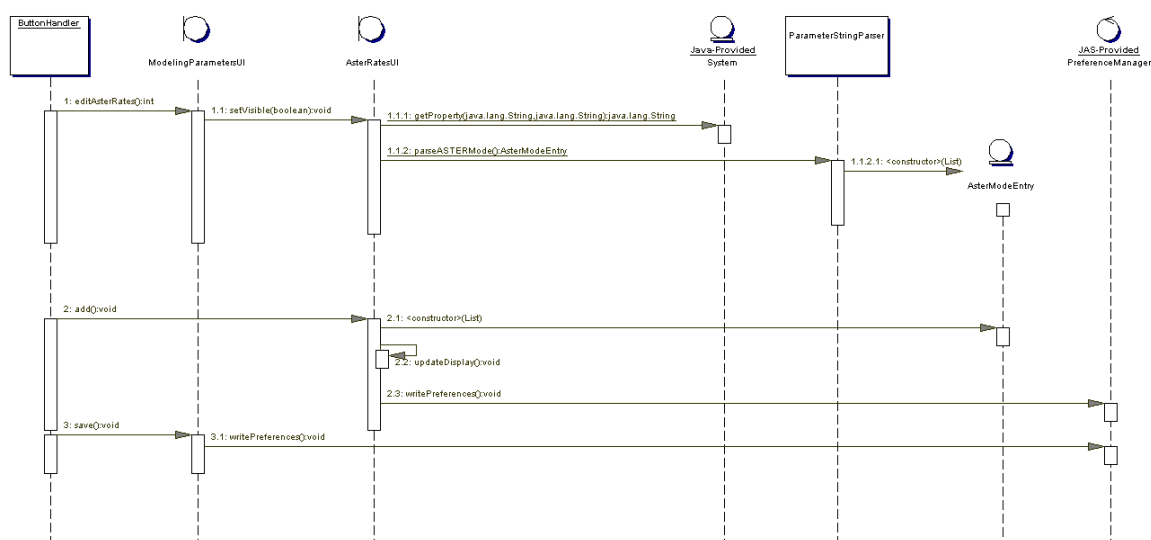 ButtonHandler
ModelingParametersUI
AsterRatesUI
Java-Provided
System
ParameterStringParser
JAS-Provided
PreferenceManager
1: editAsterRates():int
1.1: setVisible(boolean):void
1.1.1: getProperty(java.lang.String,java.lang.String):java.lang.String
1.1.2: parseASTERMode():AsterModeEntry
1.1.2.1: <constructor>(List)
AsterModeEntry
2: add():void
2.1: <constructor>(List)
2.2: updateDisplay():void
2.3: writePreferences():void
3: save():void
3.1: writePreferences():void